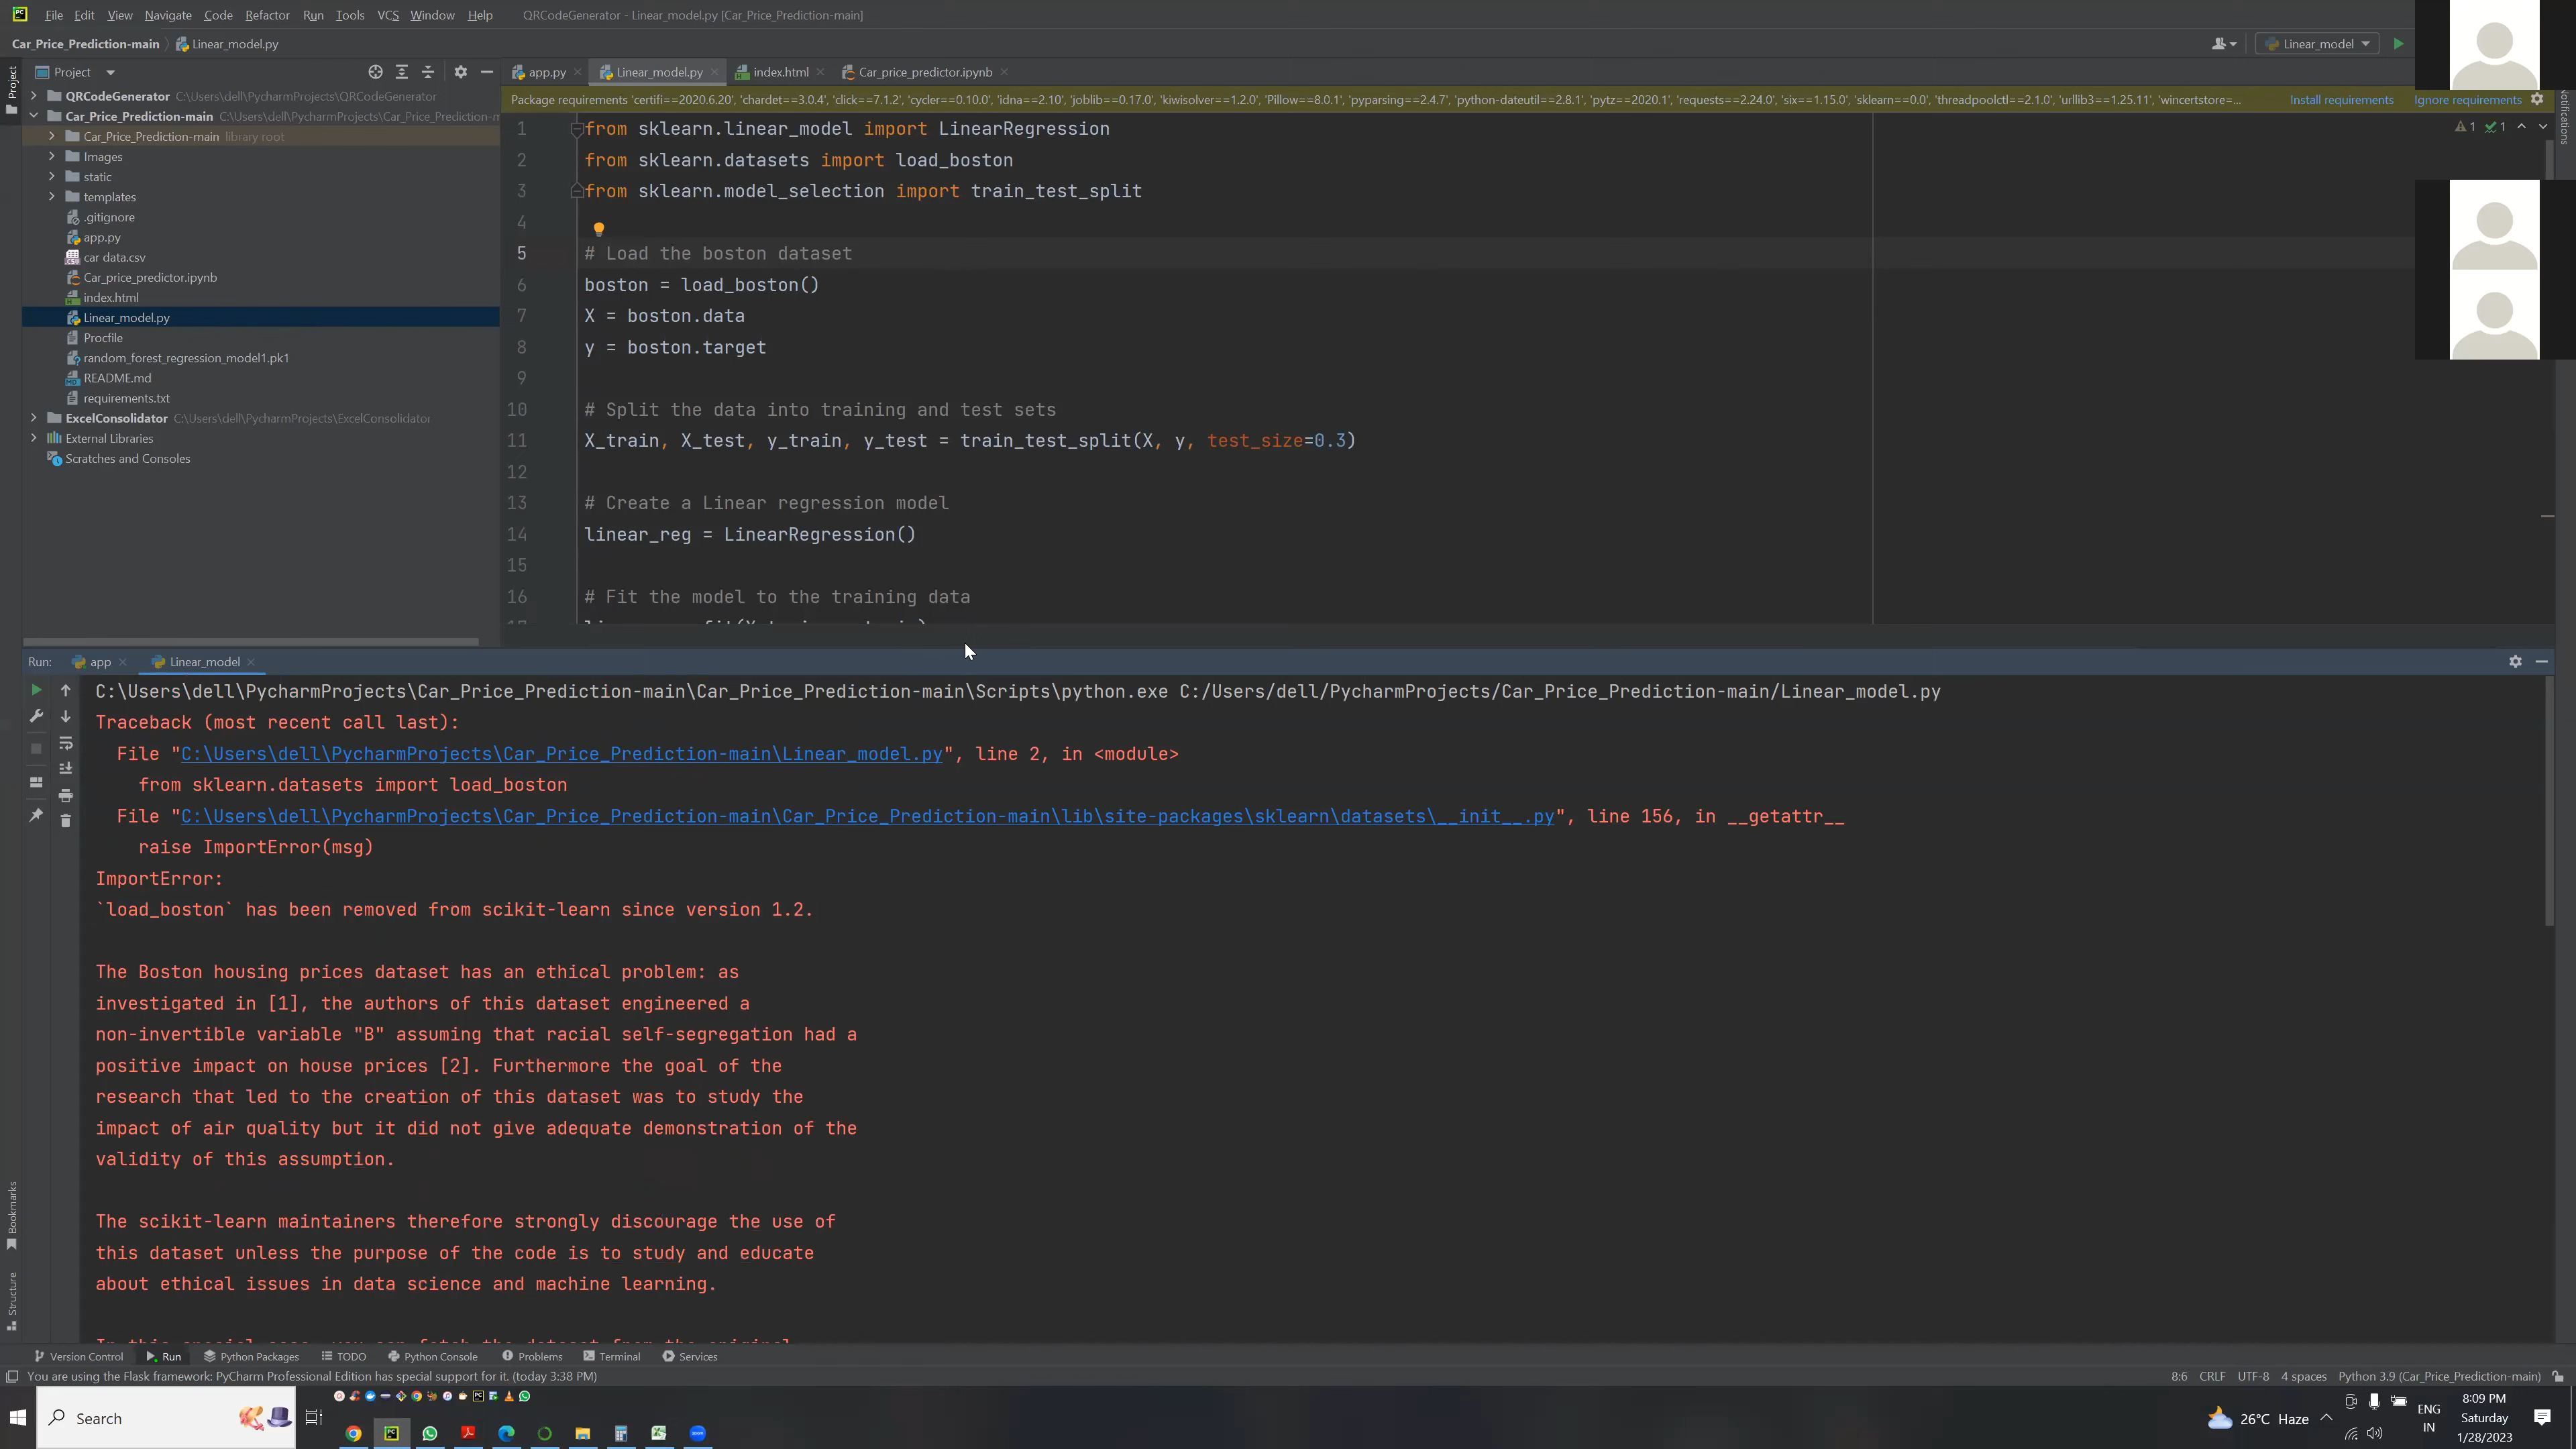 File Edit View Navigate Code Refactor Run Tools VCS Window Help QRCodeGenerator - Linear_model.py [Car_Price_Prediction-main]
Car_Price_Prediction-main Linear_model.py Linear_model
Project app.py Linear_model.py index.html Car_price_predictor.ipynb
Project
Notifications
QRCodeGenerator C:\Users\dell\PycharmProjects\QRCodeGenerator
Car_Price_Prediction-main C:\Users\dell\PycharmProjects\Car_Price_Prediction-m
Car_Price_Prediction-main library root
Images
static
templates
.gitignore
app.py
car data.csv
Car_price_predictor.ipynb
index.html
Linear_model.py
Procfile
random_forest_regression_model1.pk1
README.md
requirements.txt
ExcelConsolidator C:\Users\dell\PycharmProjects\ExcelConsolidator
External Libraries
Scratches and Consoles
Package requirements 'certifi==2020.6.20', 'chardet==3.0.4', 'click==7.1.2', 'cycler==0.10.0', 'idna==2.10', 'joblib==0.17.0', 'kiwisolver==1.2.0', 'Pillow==8.0.1', 'pyparsing==2.4.7', 'python-dateutil==2.8.1', 'pytz==2020.1', 'requests==2.24.0', 'six==1.15.0', 'sklearn==0.0', 'threadpoolctl==2.1.0', 'urllib3==1.25.11', 'wincertstore=... Install requirements Ignore requirements
1 1
1 from sklearn.linear_model import LinearRegression
2 from sklearn.datasets import load_boston
3 from sklearn.model_selection import train_test_split
4
5 # Load the boston dataset
6 boston = load_boston()
7 X = boston.data
8 y = boston.target
9
10 # Split the data into training and test sets
11 X_train, X_test, y_train, y_test = train_test_split(X, y, test_size=0.3)
12
13 # Create a Linear regression model
14 linear_reg = LinearRegression()
15
16 # Fit the model to the training data
Run: app Linear_model
C:\Users\dell\PycharmProjects\Car_Price_Prediction-main\Car_Price_Prediction-main\Scripts\python.exe C:/Users/dell/PycharmProjects/Car_Price_Prediction-main/Linear_model.py
Traceback (most recent call last):
File "C:\Users\dell\PycharmProjects\Car_Price_Prediction-main\Linear_model.py", line 2, in <module>
from sklearn.datasets import load_boston
File "C:\Users\dell\PycharmProjects\Car_Price_Prediction-main\Car_Price_Prediction-main\lib\site-packages\sklearn\datasets\__init__.py", line 156, in __getattr__
raise ImportError(msg)
ImportError:
`load_boston` has been removed from scikit-learn since version 1.2.
The Boston housing prices dataset has an ethical problem: as
investigated in [1], the authors of this dataset engineered a
non-invertible variable "B" assuming that racial self-segregation had a
positive impact on house prices [2]. Furthermore the goal of the
research that led to the creation of this dataset was to study the
impact of air quality but it did not give adequate demonstration of the
validity of this assumption.
The scikit-learn maintainers therefore strongly discourage the use of
this dataset unless the purpose of the code is to study and educate
about ethical issues in data science and machine learning.
Bookmarks
Structure
Version Control Run Python Packages TODO Python Console Problems Terminal Services
You are using the Flask framework: PyCharm Professional Edition has special support for it. (today 3:38 PM) 8:6 CRLF UTF-8 4 spaces Python 3.9 (Car_Price_Prediction-main)
Search
26°C Haze
ENG
IN
8:09 PM
Saturday
1/28/2023